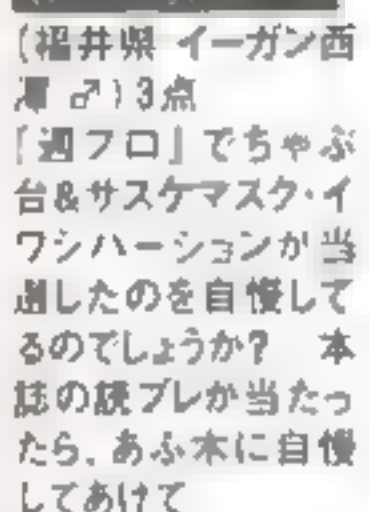 (福井県 イーガン西
♂)3点
『週プロ』でちゃぶ
台&サスケマスク・イ
ワシハーションが当
選したのを自慢して
るのでしょうか? 本
誌の読プレが当たっ
たら、あふ木に自慢
してあげて